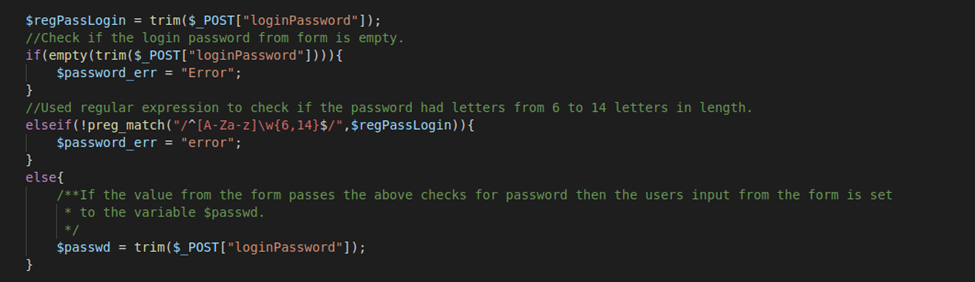 $regPassLogin = trim($_POST["loginPassword"]);
//Check if the login password from form is empty.
if(empty(trim($_POST["loginPassword"]))){
    $password_err = "Error";
}
//Used regular expression to check if the password had letters from 6 to 14 letters in length.
elseif(!preg_match("/^[A-Za-z]\w{6,14}$/",$regPassLogin)){
    $password_err = "error";
}
else{
    /**If the value from the form passes the above checks for password then the users input from the form is set
     * to the variable $passwd.
     */
    $passwd = trim($_POST["loginPassword"]);
}